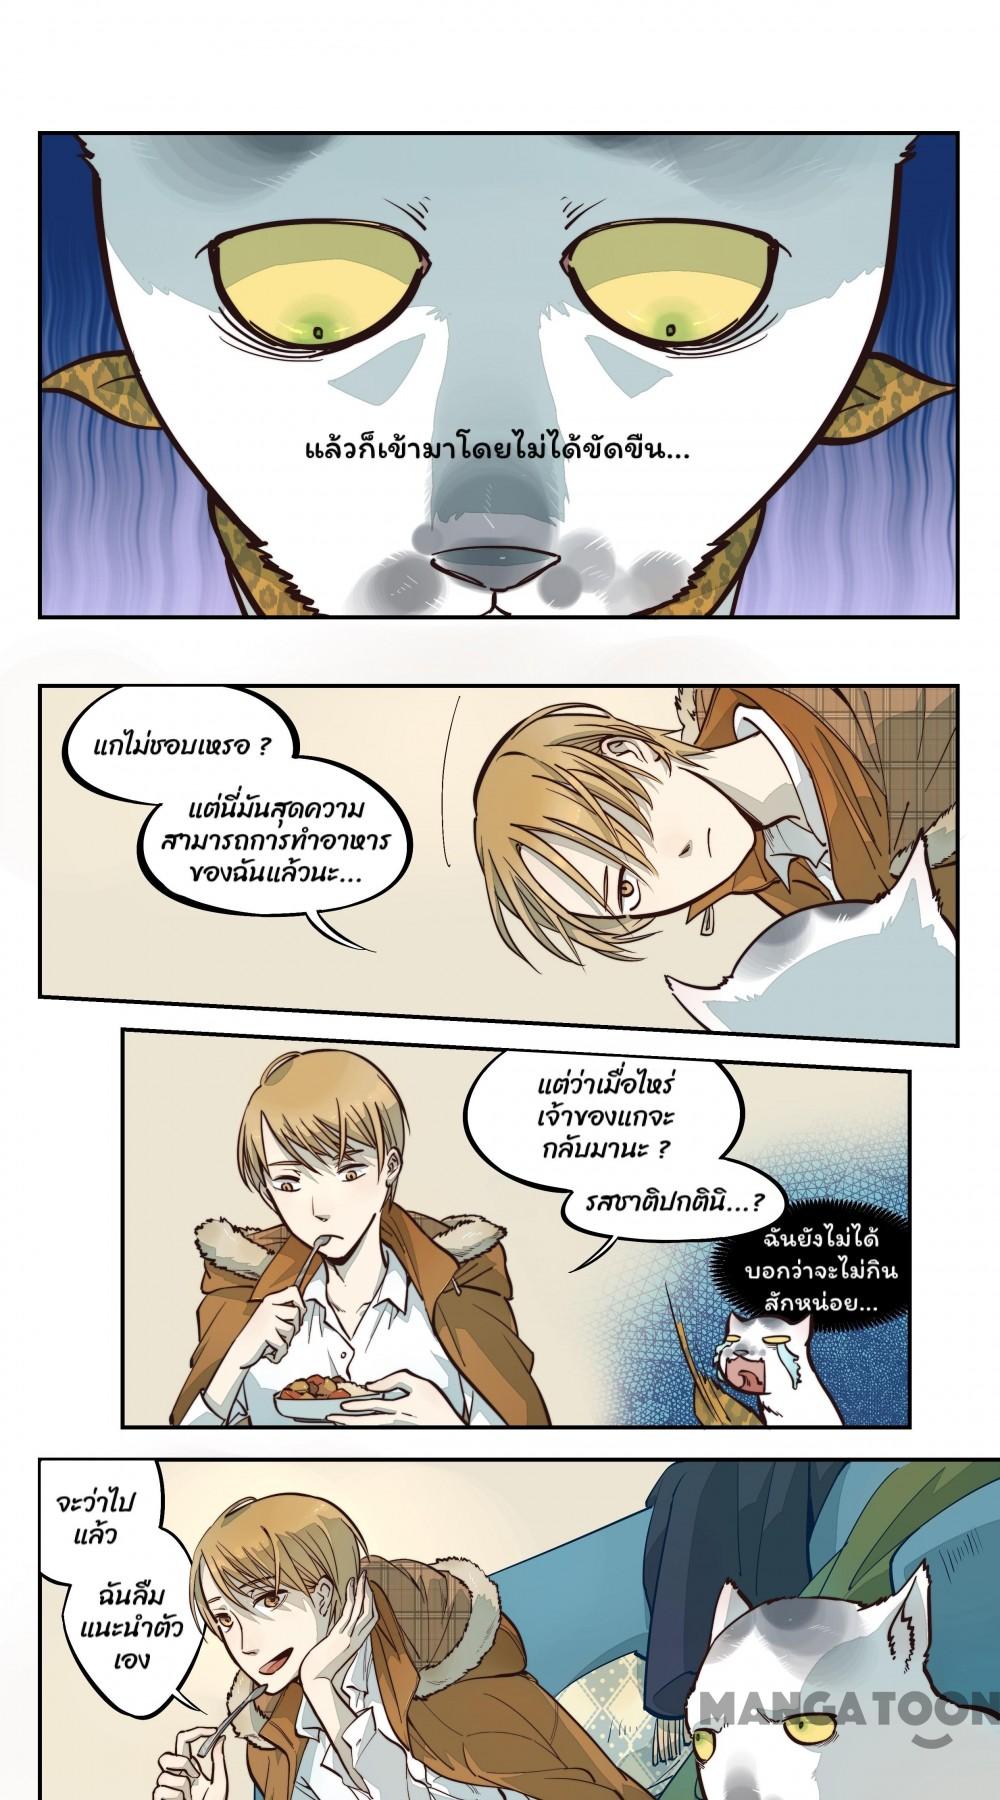 แล้วก็เข้ามาโดยไม่ได้ขัดขืน...
แกไม่ชอบเหรอ ?
แต่นี่มันสุดความ
สามารถการทำอาหาร
ของฉันแล้วนะ...
แต่ว่าเมื่อไหร่
เจ้าของแกจะ
กลับมานะ ?
รสชาติปกตินิ...?
ฉันยังไม่ได้
บอกว่าจะไม่กิน
สักหน่อย...
จะว่าไป
แล้ว
ฉันลืม
แนะนำตัว
เอง
MANGATOON